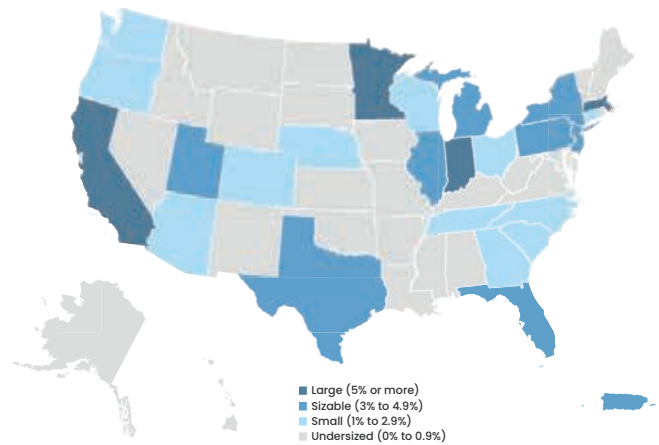 Large (5% or more)
Sizable (3% to 4.9%)
Small (1% to 2.9%)
Undersized (0% to 0.9%)